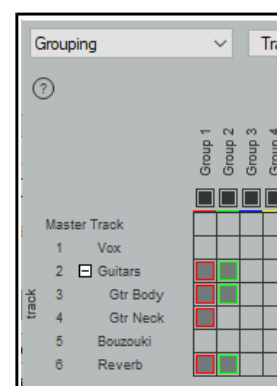 Grouping
Tra
?
Group 1
Group 2
Group 3
Group 4
Master Track
1 Vox
2 Guitars
3 Gtr Body
4 Gtr Neck
5 Bouzouki
6 Reverb
track